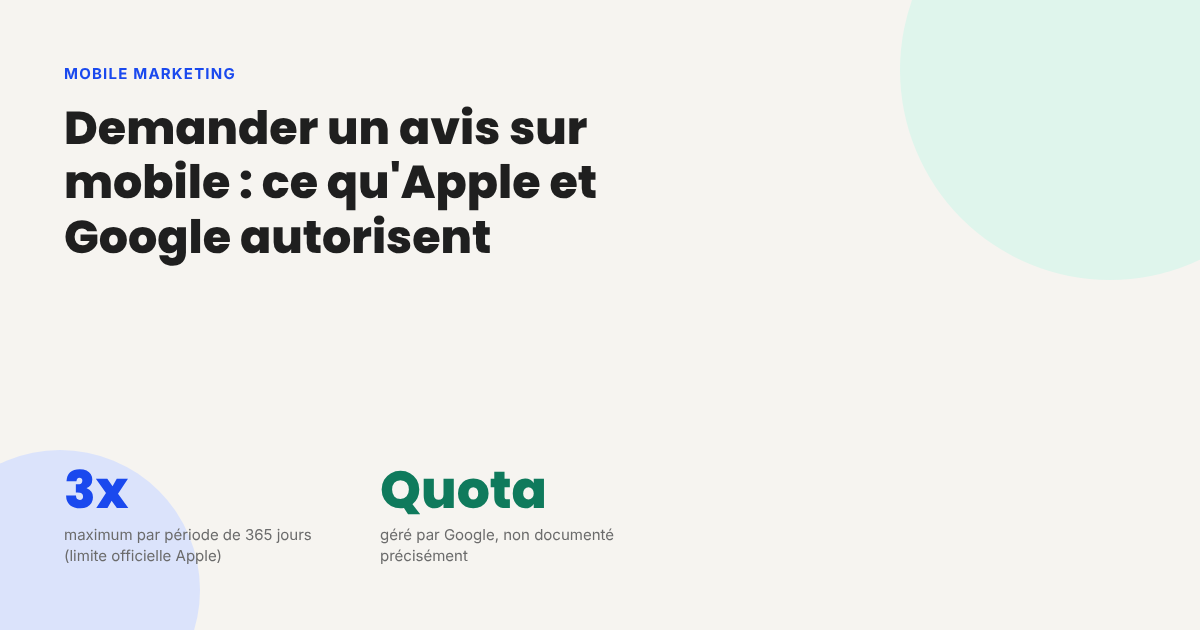 MOBILE MARKETING
Demander un avis sur
mobile : ce qu'Apple et
Google autorisent
3x
maximum par période de 365 jours
(limite officielle Apple)
Quota
géré par Google, non documenté
précisément